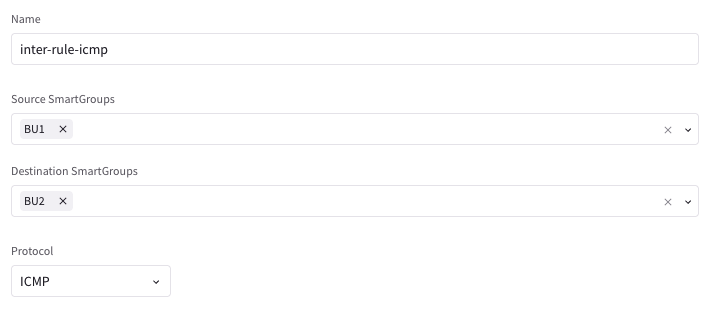 Name
inter-rule-icmp
Source SmartGroups
BU1
Destination SmartGroups
BU2
Protocol
ICMP